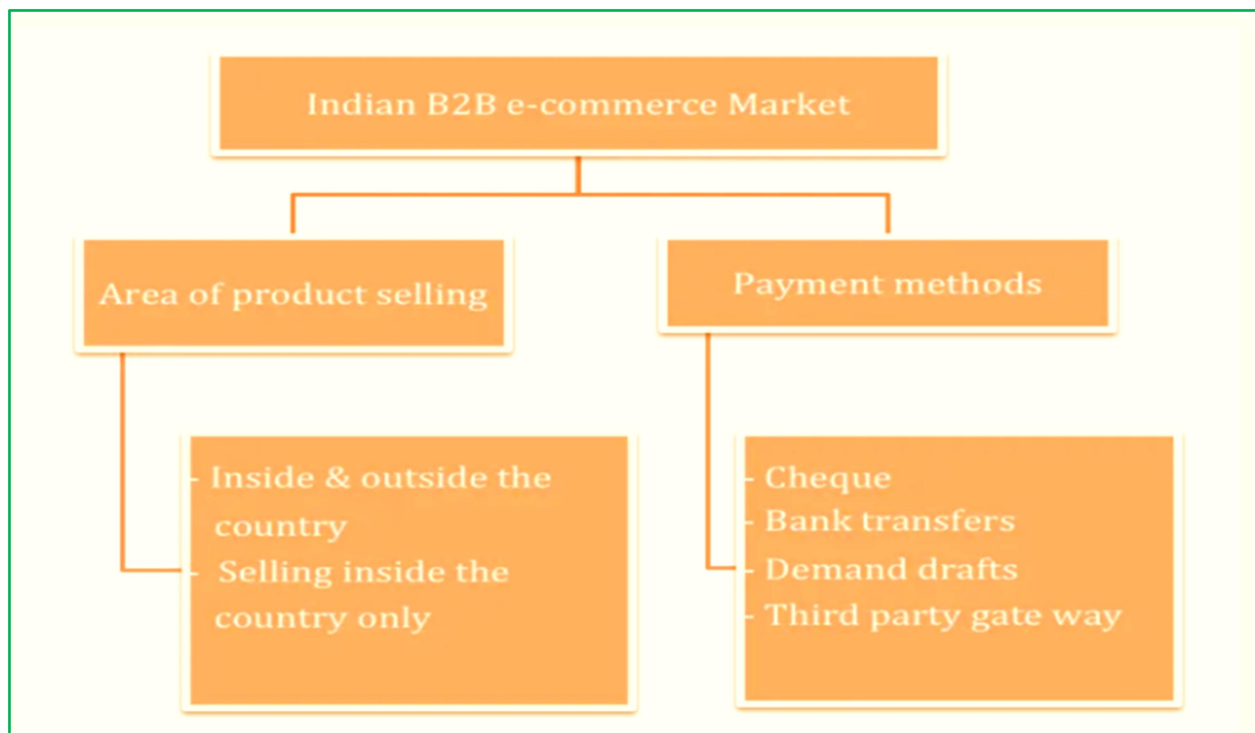 Indian B2B e-commerce Market
Area of product selling
Payment methods
- Inside & outside the
country
- Selling inside the
country only
- Cheque
- Bank transfers
- Demand drafts
- Third party gate way